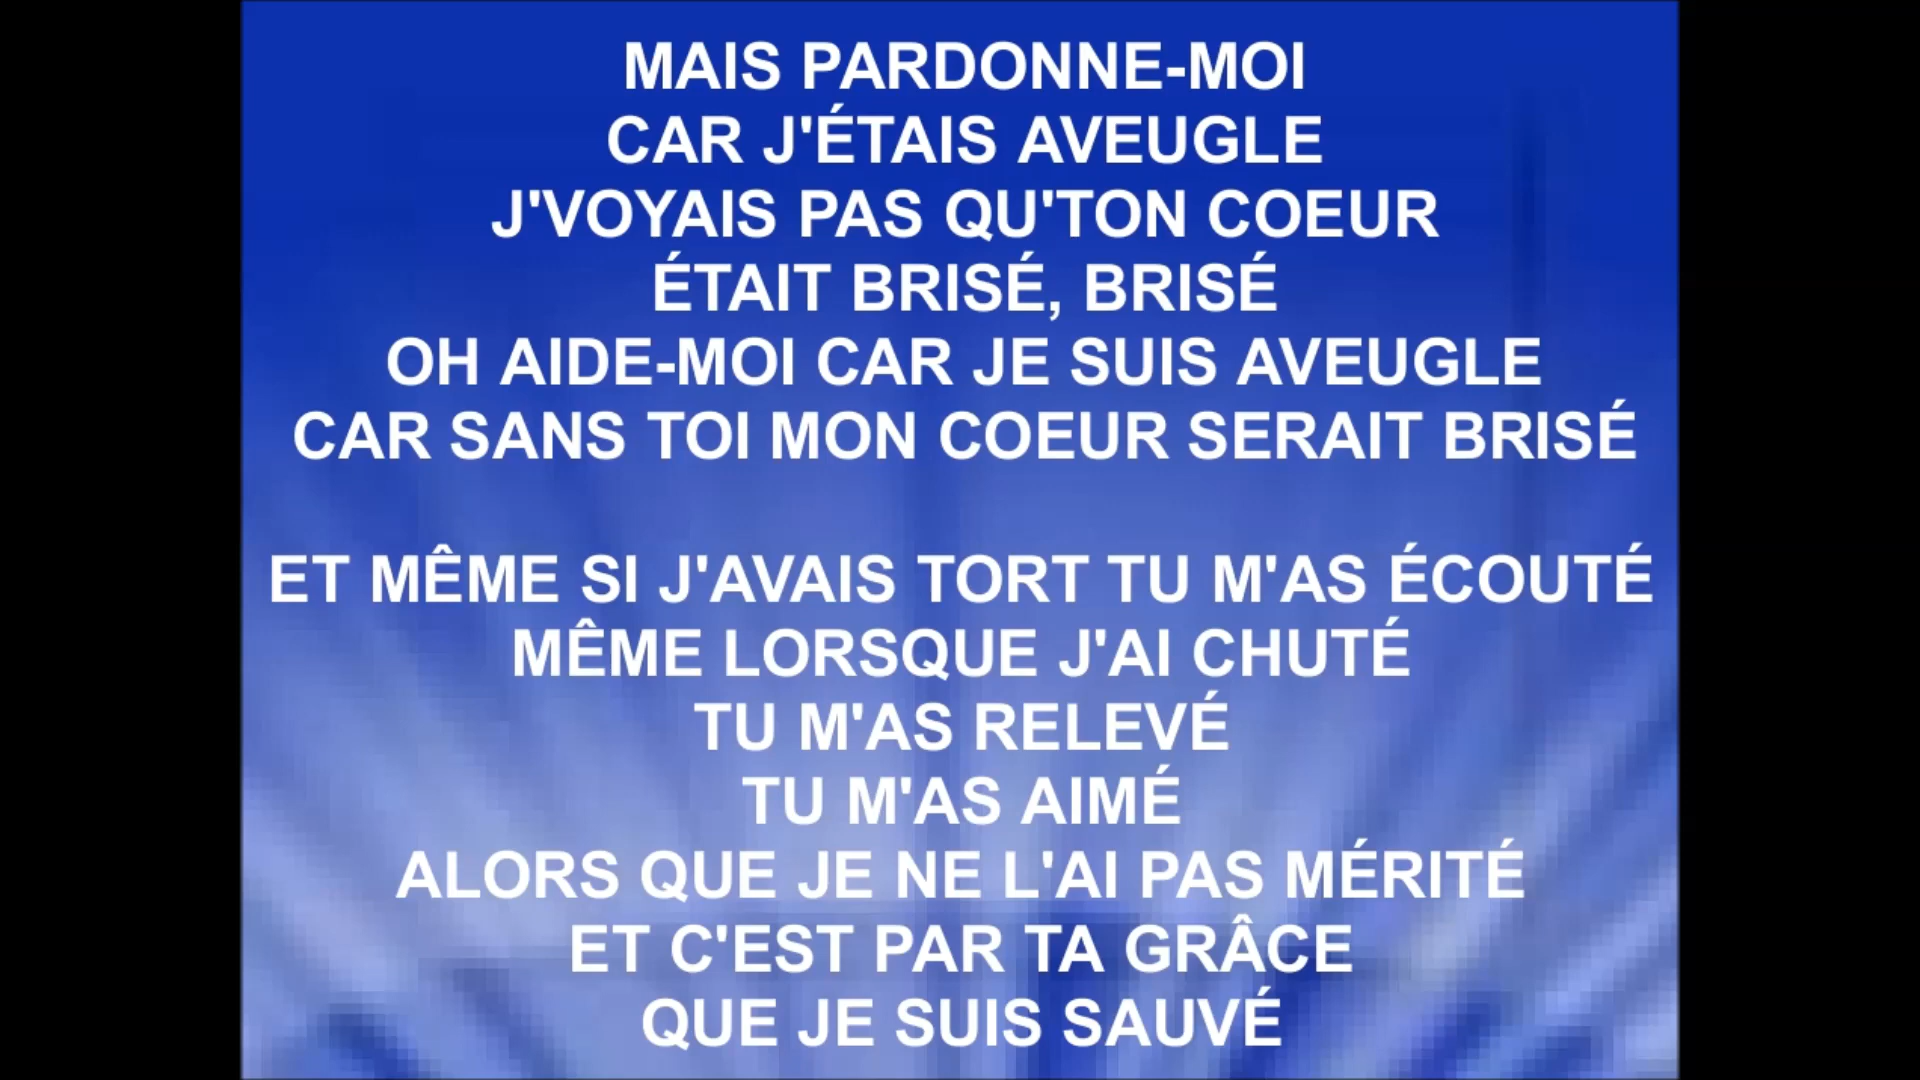 MAIS PARDONNE-MOI
CAR J'ÉTAIS AVEUGLE
J'VOYAIS PAS QU'TON COEUR
ÉTAIT BRISÉ, BRISÉ
OH AIDE-MOI CAR JE SUIS AVEUGLE
CAR SANS TOI MON COEUR SERAIT BRISÉ
ET MÊME SI J'AVAIS TORT TU M'AS ÉCOUTÉ
MÊME LORSQUE J'AI CHUTÉ
TU M'AS RELEVÉ
TU M'AS AIMÉ
ALORS QUE JE NE L'AI PAS MÉRITÉ
ET C'EST PAR TA GRÂCE
QUE JE SUIS SAUVÉ